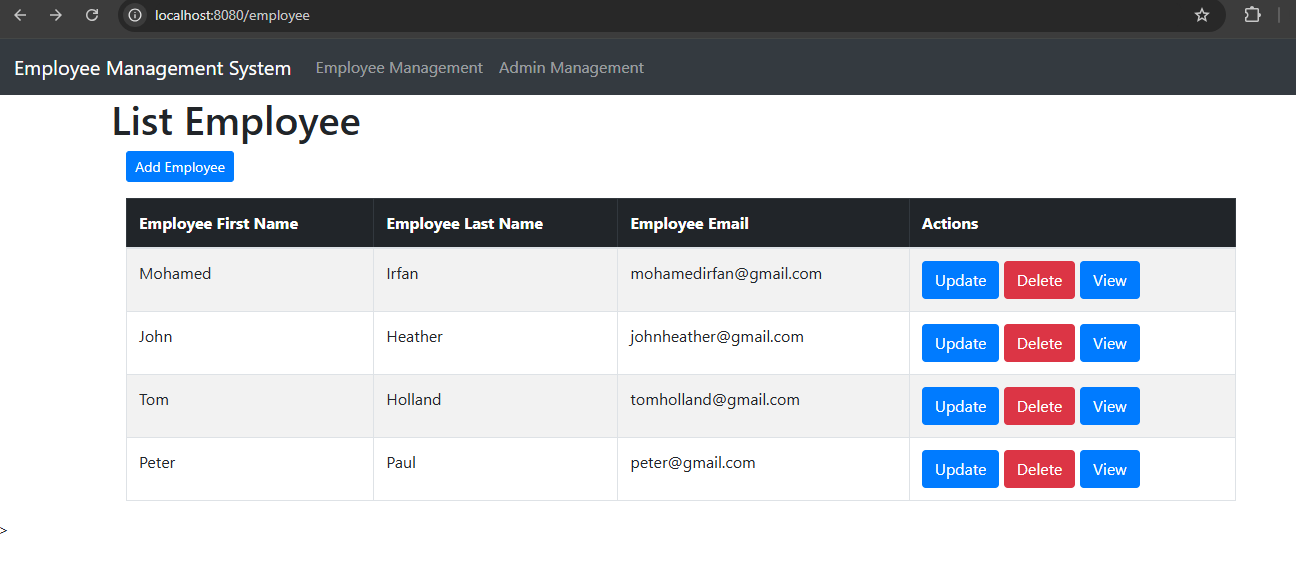 localhost:8080/employee
Employee Management System Employee Management Admin Management
List Employee
Add Employee
Employee First Name Employee Last Name Employee Email Actions
Mohamed Irfan mohamedirfan@gmail.com Update Delete View
John Heather johnheather@gmail.com Update Delete View
Tom Holland tomholland@gmail.com Update Delete View
Peter Paul peter@gmail.com Update Delete View
>